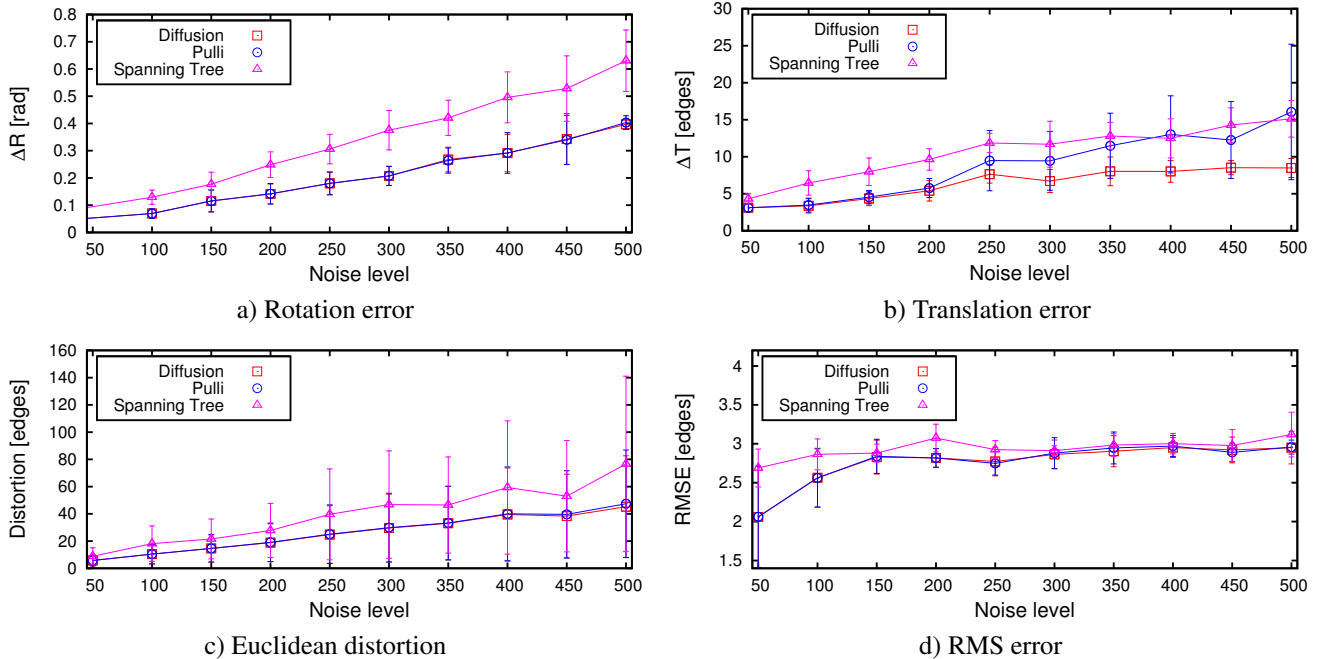 0.8
0.7
0.6
0.5
0.4
0.3
0.2
0.1
0
ΔR [rad]
Diffusion
Pulli
Spanning Tree
50 100 150 200 250 300 350 400 450 500
Noise level
a) Rotation error
30
25
20
15
10
5
0
ΔT [edges]
Diffusion
Pulli
Spanning Tree
50 100 150 200 250 300 350 400 450 500
Noise level
b) Translation error
160
140
120
100
80
60
40
20
0
Distortion [edges]
Diffusion
Pulli
Spanning Tree
50 100 150 200 250 300 350 400 450 500
Noise level
c) Euclidean distortion
4
3.5
3
2.5
2
1.5
RMSE [edges]
Diffusion
Pulli
Spanning Tree
50 100 150 200 250 300 350 400 450 500
Noise level
d) RMS error